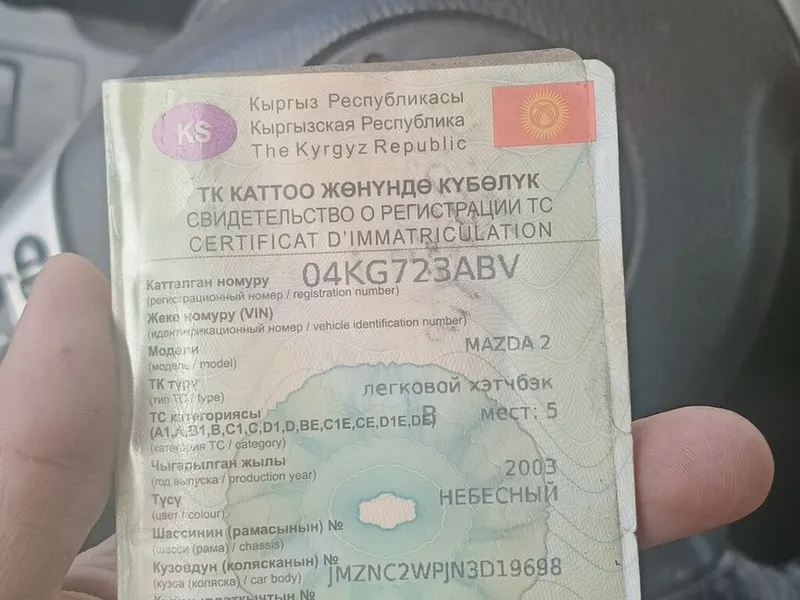 KS
Кыргыз Республикасы
Кыргызская Республика
The Kyrgyz Republic
ТК КАТТОО ЖӨНҮНДӨ КҮБӨЛҮК
СВИДЕТЕЛЬСТВО О РЕГИСТРАЦИИ ТС
CERTIFICAT D'IMMATRICULATION
Катталган номуру 04KG723ABV
(регистрационный номер / registration number)
Жеке номуру (VIN)
(идентификационный номер / vehicle identification number)
Модели MAZDA 2
(модель / model)
ТК түрү легковой хэтчбэк
(тип ТС / type)
ТС категориясы B мест: 5
(A1,A,B1,B,C1,C,D1,D,BE,C1E,CE,D1E,DE)
(категория ТС / category)
Чыгарылган жылы 2003
(год выпуска / production year)
Түсү НЕБЕСНЫЙ
(цвет / colour)
Шассинин (рамасынын) №
(шасси (рама) / chassis)
Кузовдун (колясканын) № JMZNC2WPJN3D19698
(кузов (коляска) / car body)